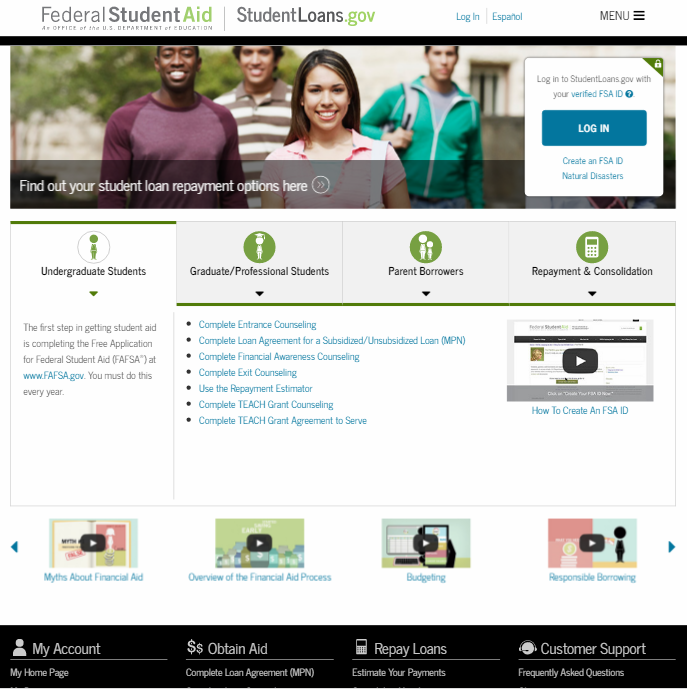 Federal Student Aid
An OFFICE of the U.S. DEPARTMENT of EDUCATION
StudentLoans.gov
Log In
Español
MENU
Log in to StudentLoans.gov with
your verified FSA ID
LOG IN
Create an FSA ID
Natural Disasters
Find out your student loan repayment options here
Undergraduate Students
Graduate/Professional Students
Parent Borrowers
Repayment & Consolidation
The first step in getting student aid
is completing the Free Application
for Federal Student Aid (FAFSA®) at
www.FAFSA.gov. You must do this
every year.
Complete Entrance Counseling
Complete Loan Agreement for a Subsidized/Unsubsidized Loan (MPN)
Complete Financial Awareness Counseling
Complete Exit Counseling
Use the Repayment Estimator
Complete TEACH Grant Counseling
Complete TEACH Grant Agreement to Serve
Federal Student Aid
Click on "Create Your FSA ID Now"
How To Create An FSA ID
MYTH
EARLY
Myths About Financial Aid
Overview of the Financial Aid Process
Budgeting
Responsible Borrowing
My Account
$$ Obtain Aid
Repay Loans
Customer Support
My Home Page
Complete Loan Agreement (MPN)
Estimate Your Payments
Frequently Asked Questions